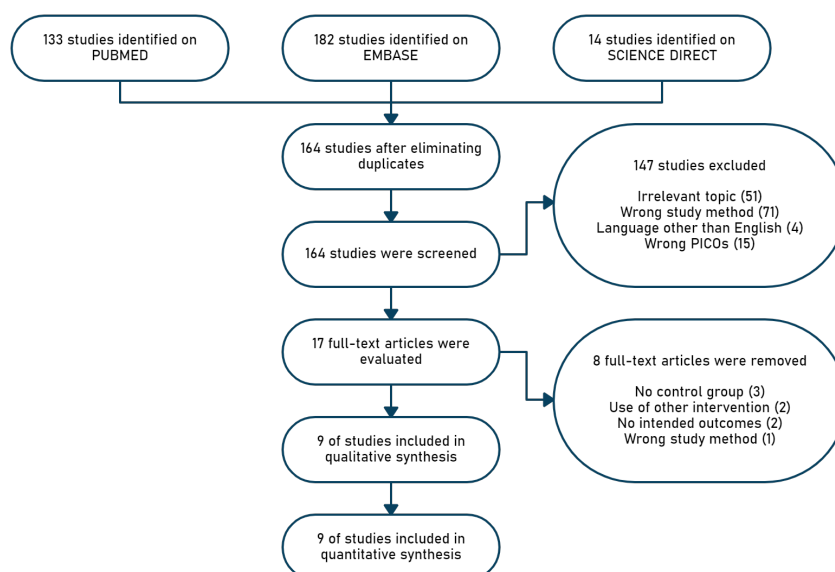 133 studies identified on
PUBMED
182 studies identified on
EMBASE
14 studies identified on
SCIENCE DIRECT
164 studies after eliminating
duplicates
147 studies excluded
Irrelevant topic (51)
Wrong study method (71)
Language other than English (4)
Wrong PICOs (15)
164 studies were screened
17 full-text articles were
evaluated
8 full-text articles were removed
No control group (3)
Use of other intervention (2)
No intended outcomes (2)
Wrong study method (1)
9 of studies included in
qualitative synthesis
9 of studies included in
quantitative synthesis